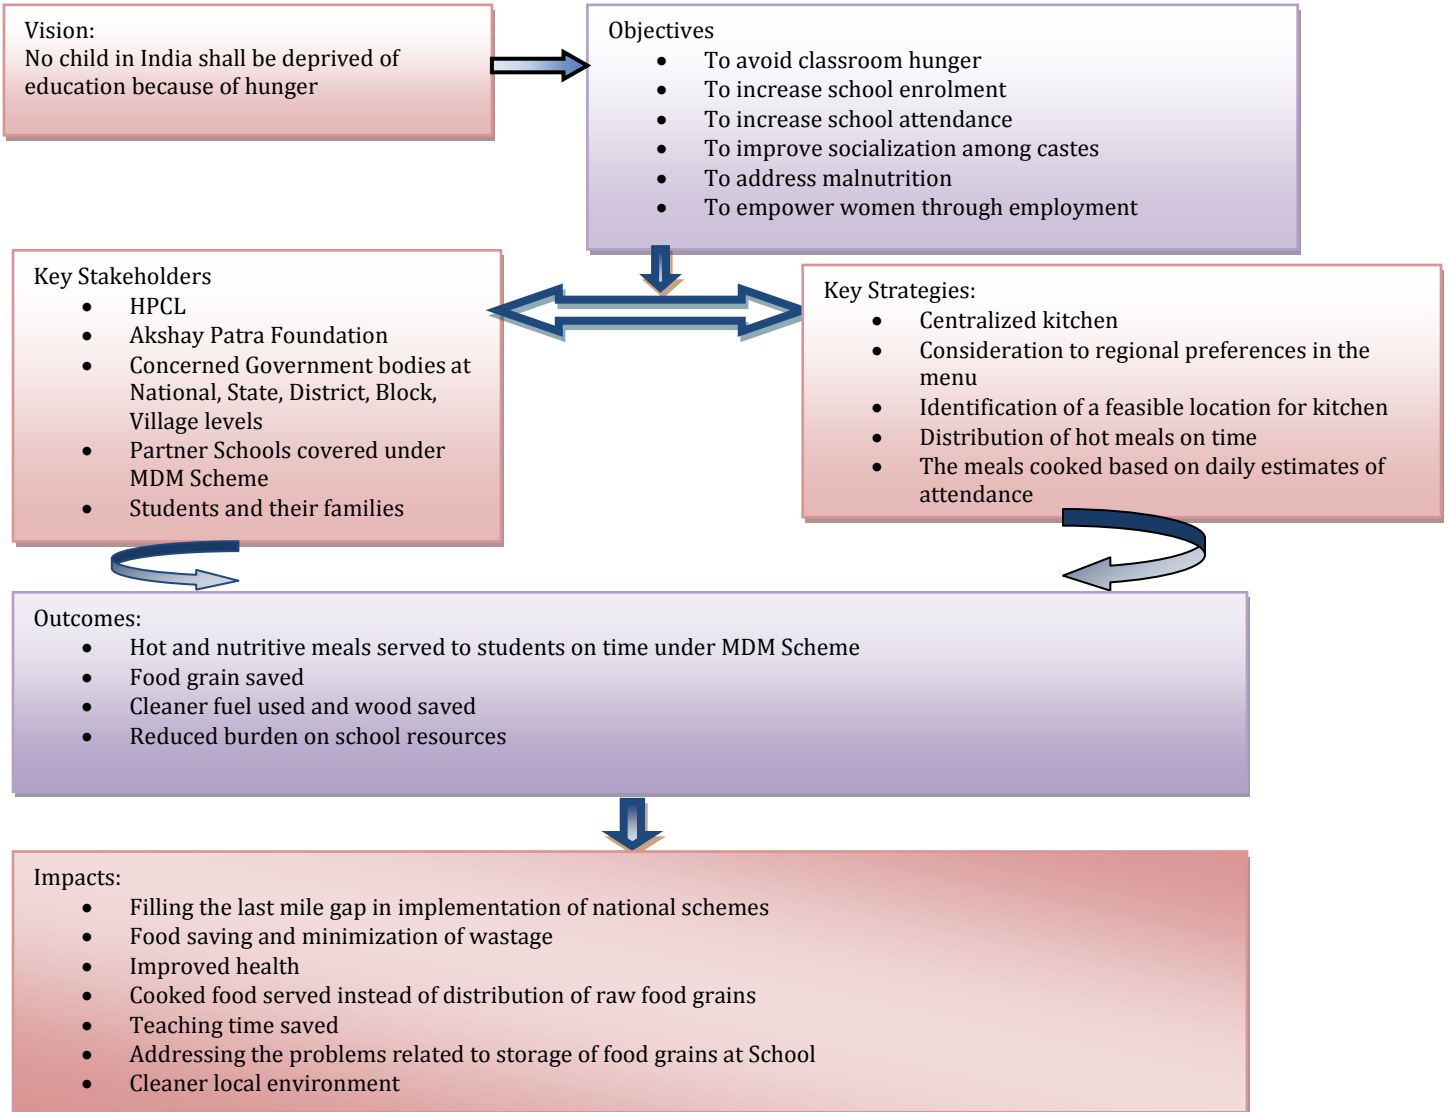 Vision:
No child in India shall be deprived of
education because of hunger
Objectives
• To avoid classroom hunger
• To increase school enrolment
• To increase school attendance
• To improve socialization among castes
• To address malnutrition
• To empower women through employment
Key Stakeholders
• HPCL
• Akshay Patra Foundation
• Concerned Government bodies at
National, State, District, Block,
Village levels
• Partner Schools covered under
MDM Scheme
• Students and their families
Key Strategies:
• Centralized kitchen
• Consideration to regional preferences in the
menu
• Identification of a feasible location for kitchen
• Distribution of hot meals on time
• The meals cooked based on daily estimates of
attendance
Outcomes:
• Hot and nutritive meals served to students on time under MDM Scheme
• Food grain saved
• Cleaner fuel used and wood saved
• Reduced burden on school resources
Impacts:
• Filling the last mile gap in implementation of national schemes
• Food saving and minimization of wastage
• Improved health
• Cooked food served instead of distribution of raw food grains
• Teaching time saved
• Addressing the problems related to storage of food grains at School
• Cleaner local environment